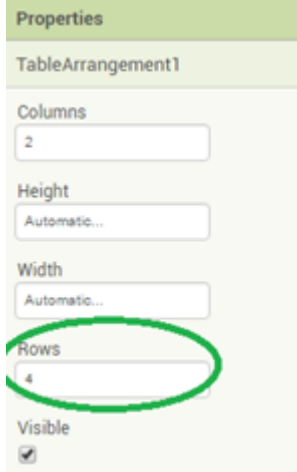 Properties
TableArrangement1
Columns
2
Height
Automatic...
Width
Automatic...
Rows
4
Visible